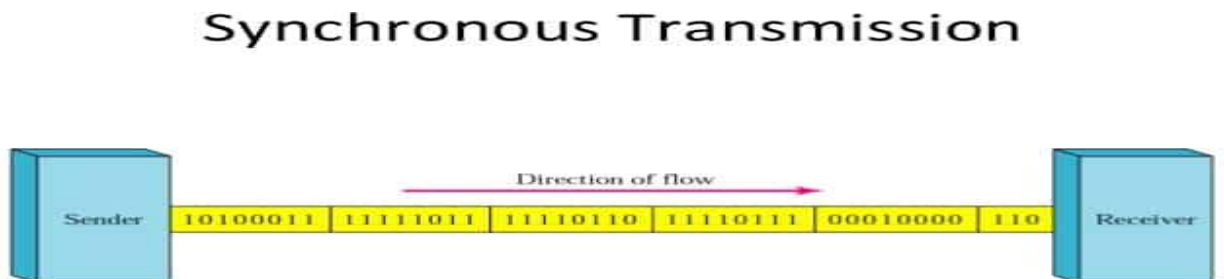 Synchronous Transmission
Direction of flow
Sender 10100011 11111011 11110110 11110111 00010000 110 Receiver